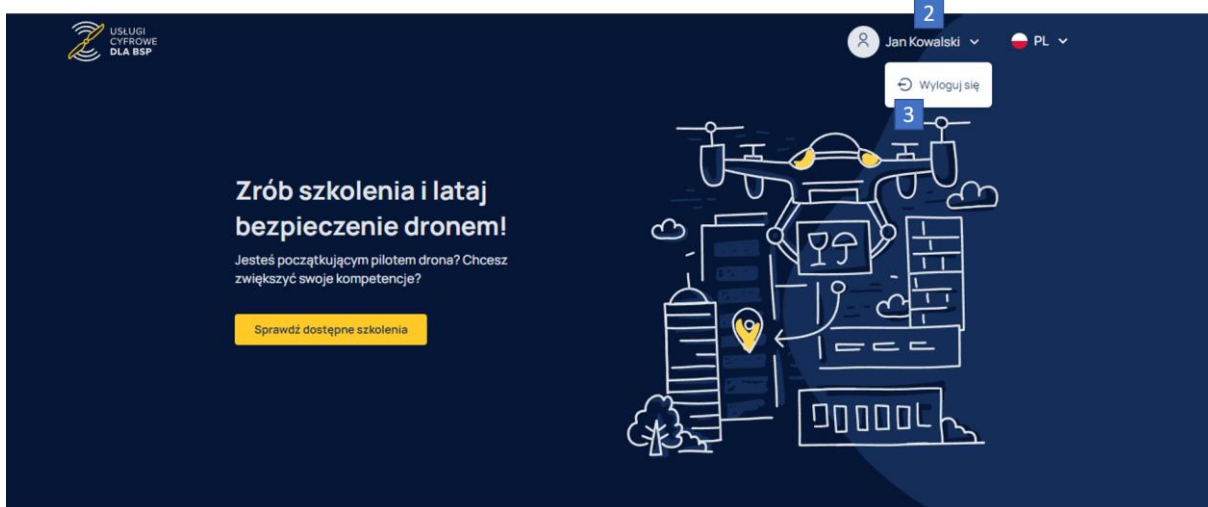 2
USŁUGI
CYFROWE
DLA BSP
Jan Kowalski
PL
Wyloguj się
3
Zrób szkolenia i lataj
bezpieczenie dronem!
Jesteś początkującym pilotem drona? Chcesz
zwiększyć swoje kompetencje?
Sprawdź dostępne szkolenia